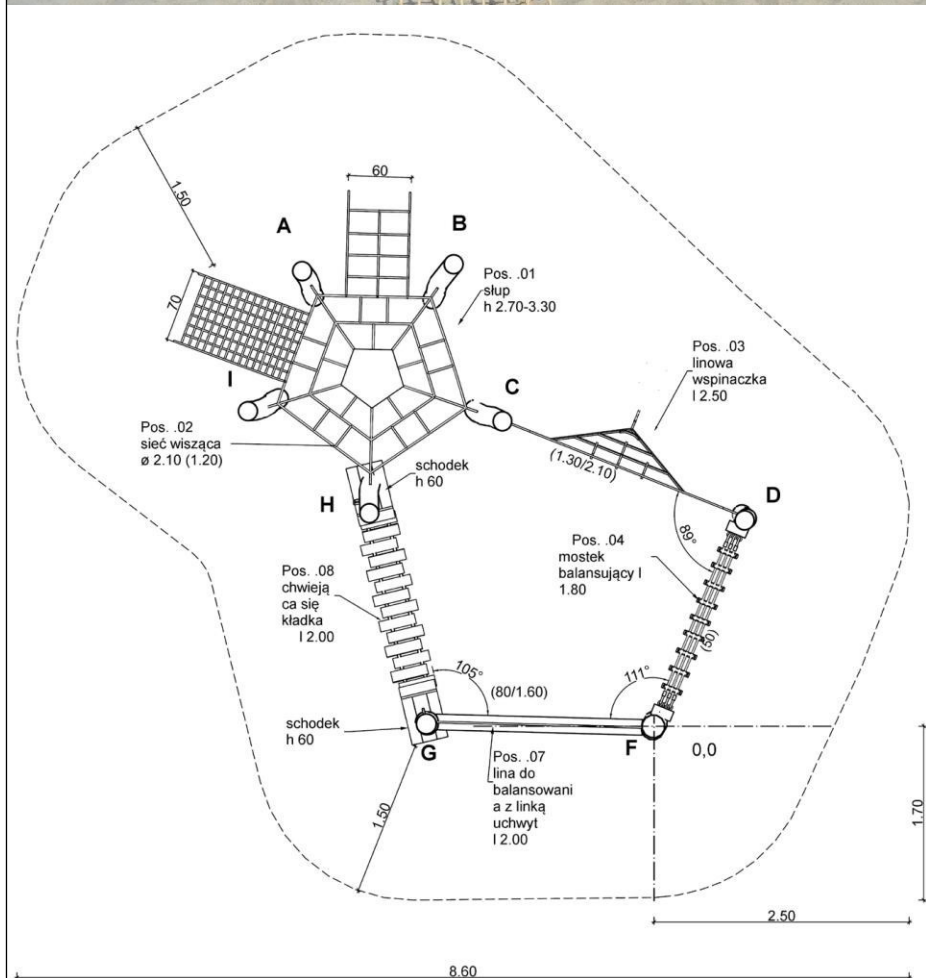 60
1.50
A
B
Pos. .01
słup
h 2.70-3.30
70
Pos. .03
linowa
wspinaczka
l 2.50
I
C
Pos. .02
sieć wisząca
ø 2.10 (1.20)
(1.30/2.10)
schodek
h 60
H
D
89°
Pos. .04
mostek
balansujący l
1.80
Pos. .08
chwieją
ca się
kładka
l 2.00
(50)
105°
(80/1.60)
111°
schodek
h 60
G
F
0,0
Pos. .07
lina do
balansowani
a z linką
uchwyt
l 2.00
1.50
1.70
2.50
8.60